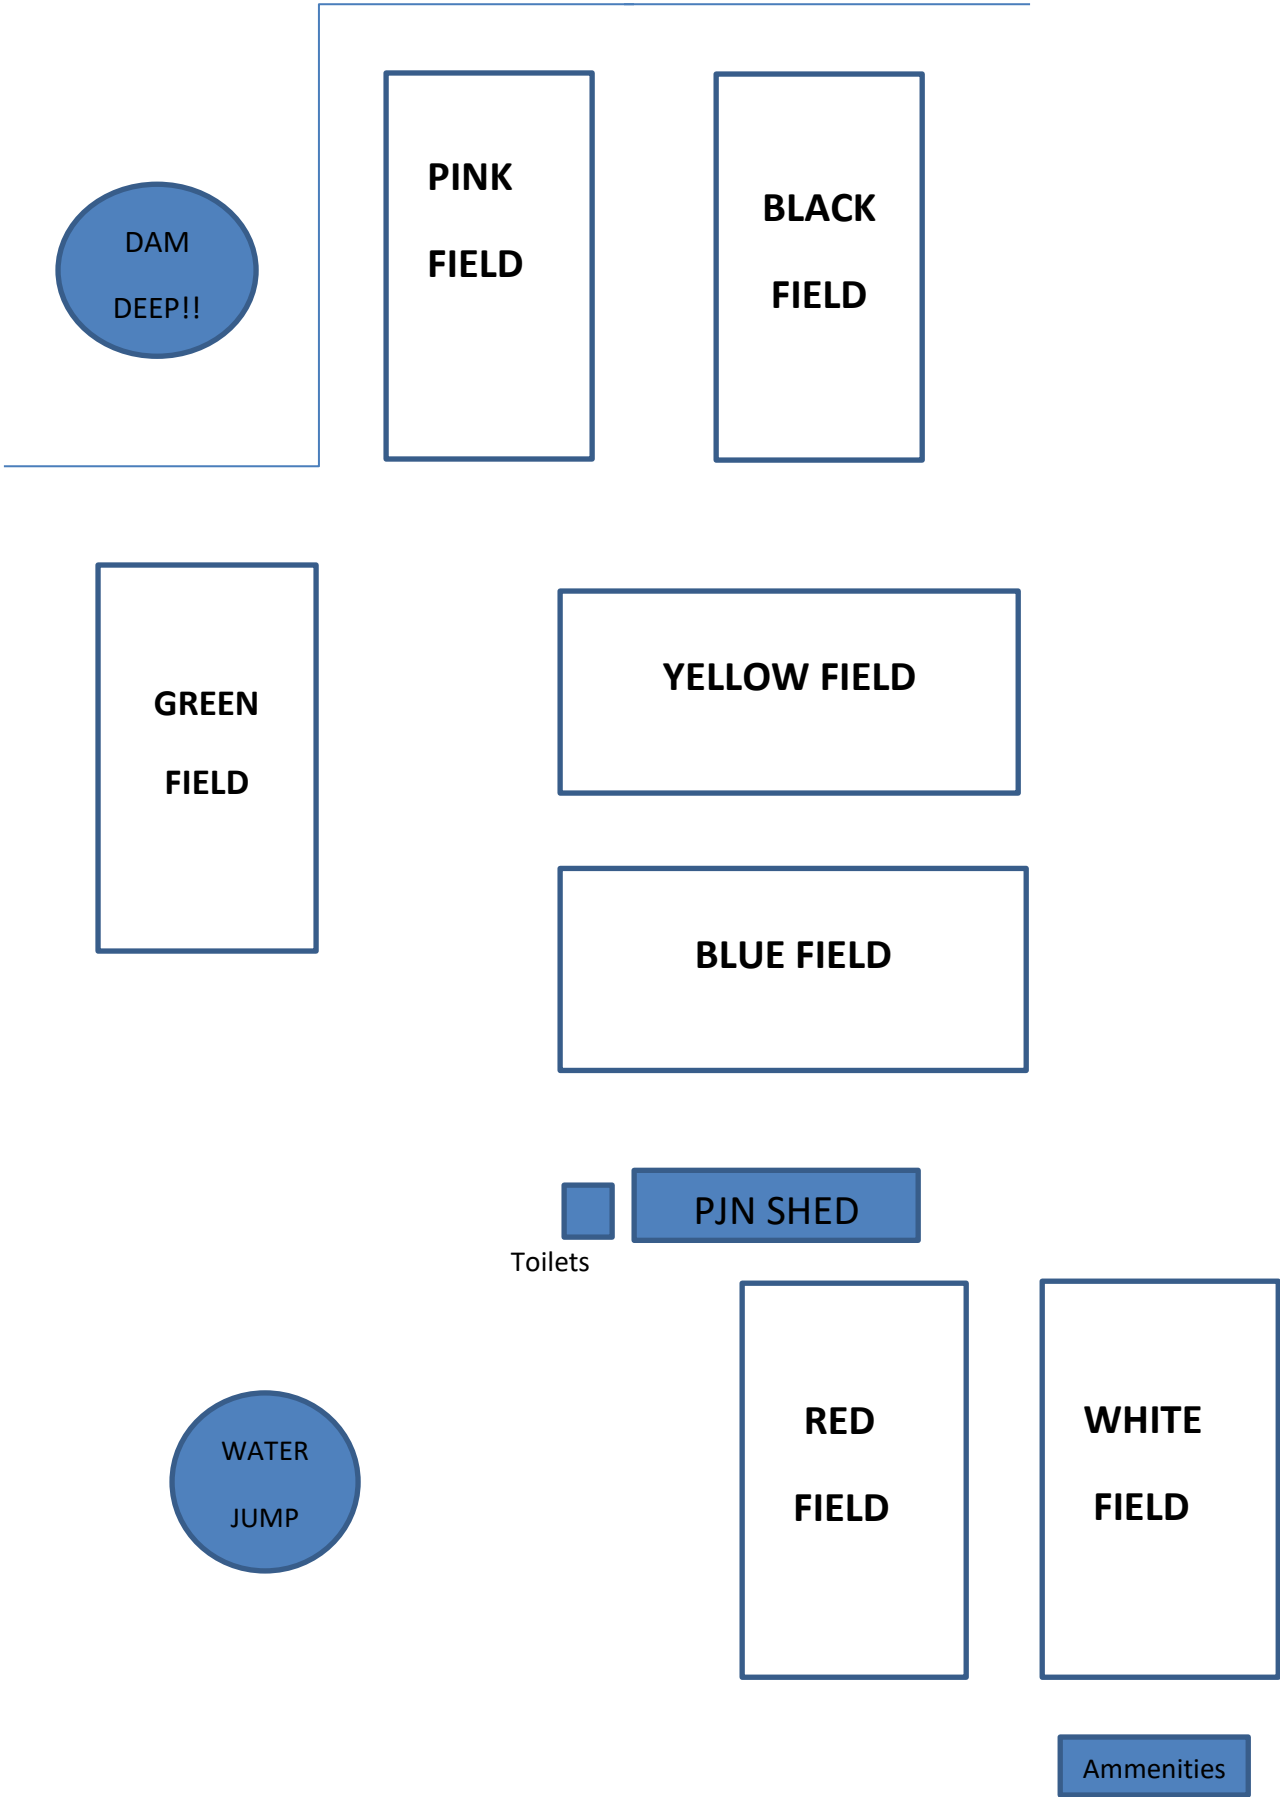 PINK
FIELD
BLACK
FIELD
DAM
DEEP!!
GREEN
FIELD
YELLOW FIELD
BLUE FIELD
PJN SHED
Toilets
WATER
JUMP
RED
FIELD
WHITE
FIELD
Ammenities